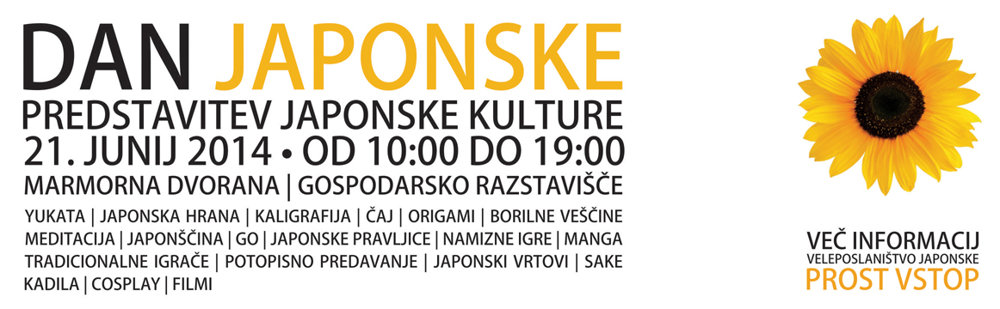 DAN JAPONSKE
PREDSTAVITEV JAPONSKE KULTURE
21. JUNIJ 2014 • OD 10:00 DO 19:00
MARMORNA DVORANA | GOSPODARSKO RAZSTAVIŠČE
YUKATA | JAPONSKA HRANA | KALIGRAFIJA | ČAJ | ORIGAMI | BORILNE VEŠČINE
MEDITACIJA | JAPONŠČINA | GO | JAPONSKE PRAVLJICE | NAMIZNE IGRE | MANGA
TRADICIONALNE IGRAČE | POTOPISNO PREDAVANJE | JAPONSKI VRTOVI | SAKE
KADILA | COSPLAY | FILMI
VEČ INFORMACIJ
VELEPOSLANIŠTVO JAPONSKE
PROST VSTOP